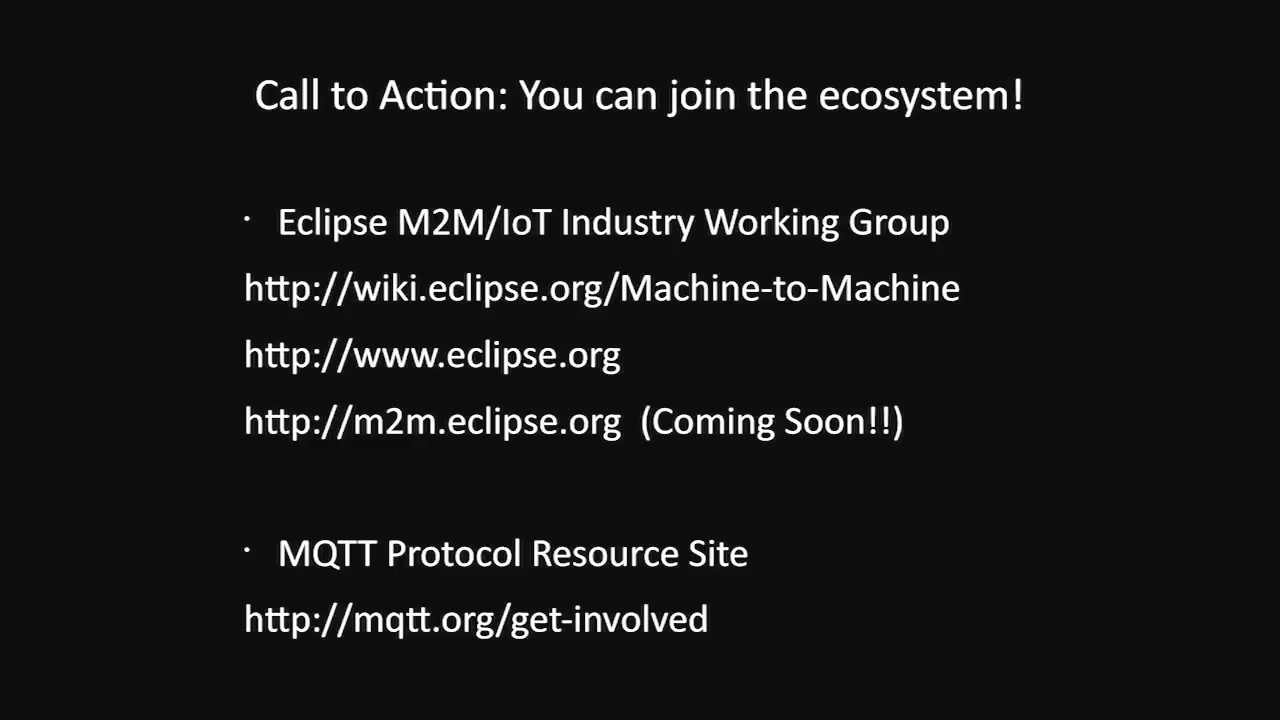 Call to Action: You can join the ecosystem!
· Eclipse M2M/IoT Industry Working Group
http://wiki.eclipse.org/Machine-to-Machine
http://www.eclipse.org
http://m2m.eclipse.org  (Coming Soon!!)
· MQTT Protocol Resource Site
http://mqtt.org/get-involved